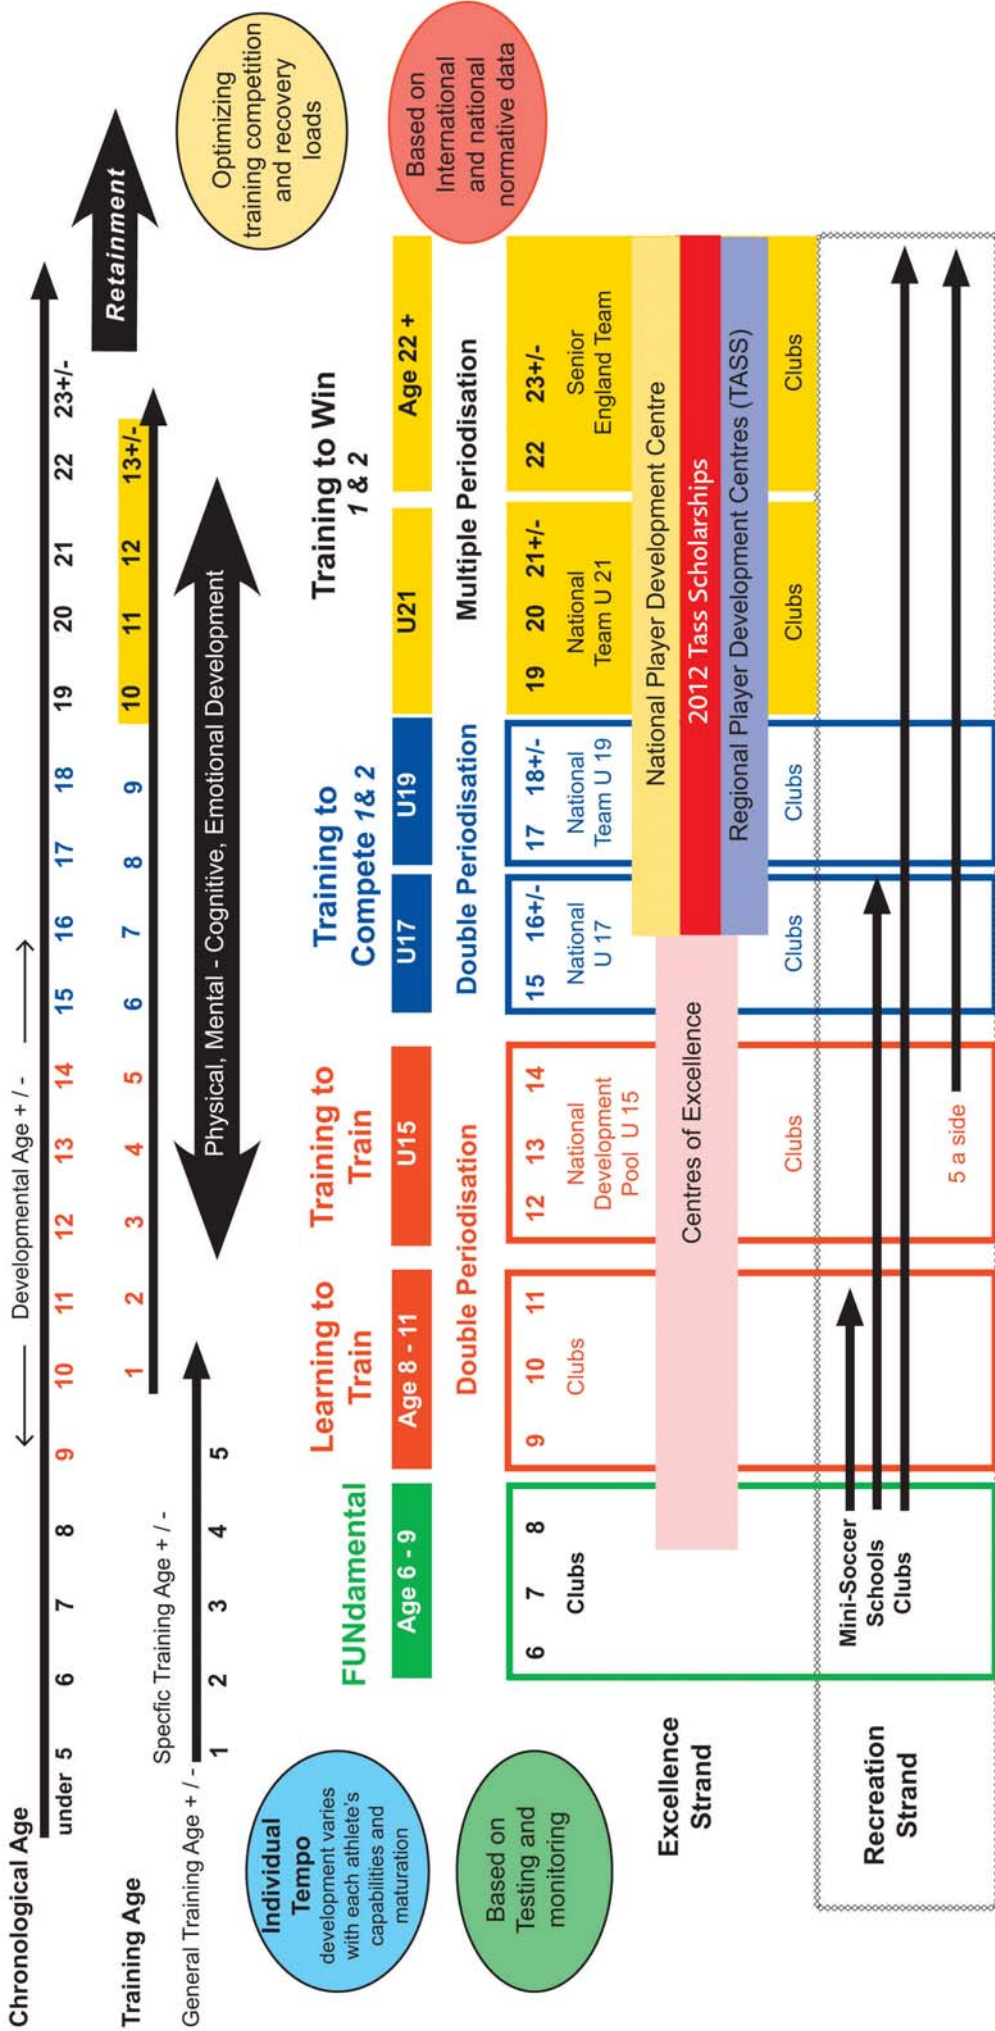 Chronological Age
Developmental Age + / -
under 5 6 7 8 9 10 11 12 13 14 15 16 17 18 19 20 21 22 23+/-
Retainment
Training Age
1 2 3 4 5 6 7 8 9 10 11 12 13+/-
Specfic Training Age + / -
General Training Age + / -
1 2 3 4 5
Physical, Mental - Cognitive, Emotional Development
Optimizing
training competition
and recovery
loads
Individual
Tempo
development varies
with each athlete's
capabilities and
maturation
FUNdamental
Learning to
Train
Training to
Train
Training to
Compete 1& 2
Training to Win
1 & 2
Age 6 - 9
Age 8 - 11
U15
U17
U19
U21
Age 22 +
Double Periodisation
Double Periodisation
Multiple Periodisation
Based on
International
and national
normative data
Based on
Testing and
monitoring
Excellence
Strand
6 7 8
Clubs
9 10 11
Clubs
12 13 14
National
Development
Pool U 15
Clubs
15 16+/-
National
U 17
Clubs
17 18+/-
National
Team U 19
Clubs
19 20 21+/-
National
Team U 21
Clubs
22 23+/-
Senior
England Team
Clubs
Centres of Excellence
National Player Development Centre
2012 Tass Scholarships
Regional Player Development Centres (TASS)
Recreation
Strand
Mini-Soccer
Schools
Clubs
5 a side